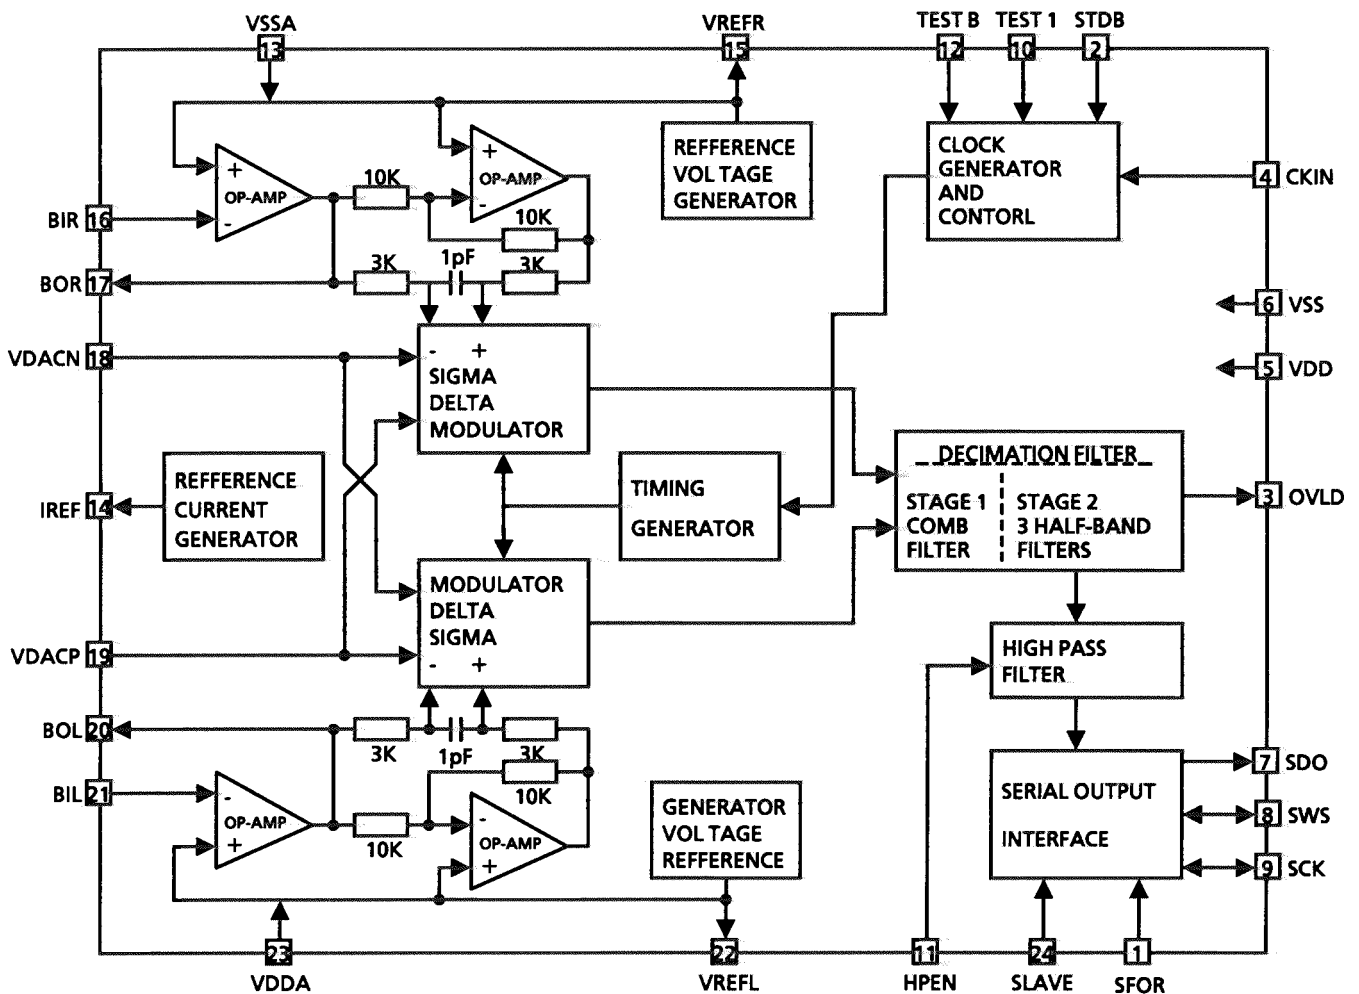 VSSA
VREFR
TEST B
TEST 1
STDB
13
15
12
10
2
+
OP-AMP
-
+
OP-AMP
-
10K
10K
REFFERENCE
VOL TAGE
GENERATOR
CLOCK
GENERATOR
AND
CONTORL
4
CKIN
BIR
16
BOR
17
3K
1pF
3K
6
VSS
VDACN
18
- +
SIGMA
DELTA
MODULATOR
5
VDD
REFFERENCE
CURRENT
GENERATOR
IREF
14
TIMING
GENERATOR
DECIMATION FILTER
STAGE 1
COMB
FILTER
STAGE 2
3 HALF-BAND
FILTERS
3
OVLD
MODULATOR
DELTA
SIGMA
- +
VDACP
19
HIGH PASS
FILTER
BOL
20
3K
1pF
3K
10K
BIL
21
-
OP-AMP
+
10K
-
OP-AMP
+
GENERATOR
VOL TAGE
REFFERENCE
SERIAL OUTPUT
INTERFACE
7
SDO
8
SWS
9
SCK
23
22
11
24
1
VDDA
VREFL
HPEN
SLAVE
SFOR